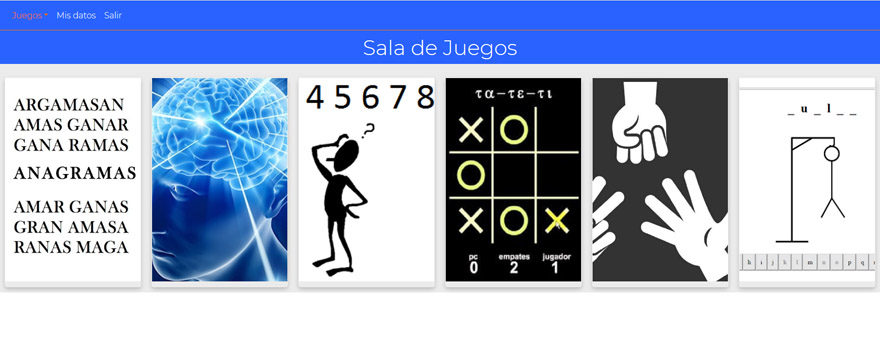 Juegos Mis datos Salir
Sala de Juegos
ARGAMASAN
AMAS GANAR
GANA RAMAS
ANAGRAMAS
AMAR GANAS
GRAN AMASA
RANAS MAGA
4 5 6 7 8
?
τα-τε-τι
X O
O
X O X
pc empates jugador
0 2 1
_ u _ l _ _
h i j k l m n o p q